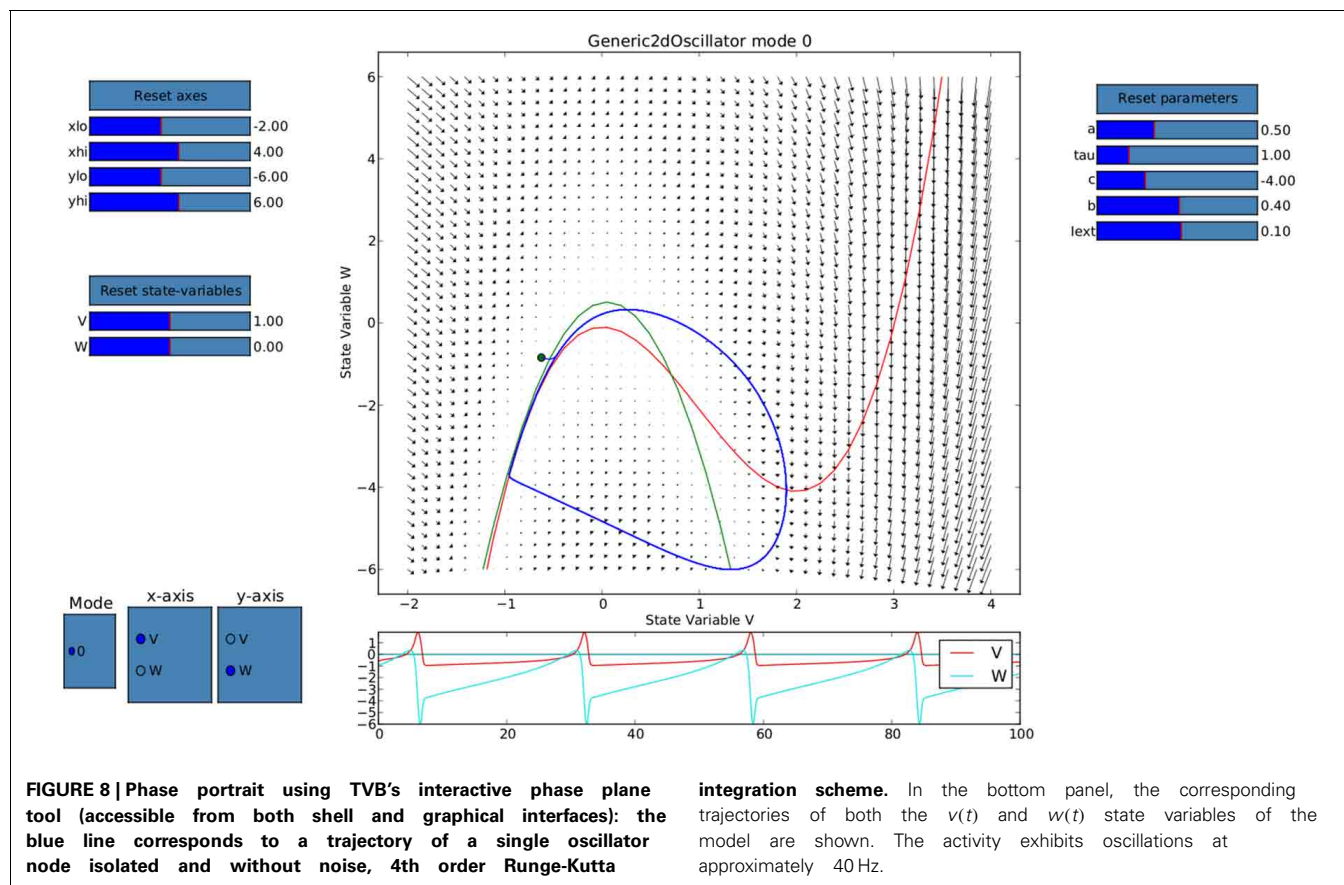 Generic2dOscillator mode 0
Reset axes
xlo -2.00
xhi 4.00
ylo -6.00
yhi 6.00
Reset state-variables
V 1.00
W 0.00
Mode
0
x-axis
V
W
y-axis
V
W
State Variable W
6
4
2
0
−2
−4
−6
−2 −1 0 1 2 3 4
State Variable V
1
0
−1
−2
−3
−4
−5
−6
0 20 40 60 80 100
V
W
Reset parameters
a 0.50
tau 1.00
c -4.00
b 0.40
Iext 0.10
FIGURE 8 | Phase portrait using TVB's interactive phase plane
tool (accessible from both shell and graphical interfaces): the
blue line corresponds to a trajectory of a single oscillator
node isolated and without noise, 4th order Runge-Kutta
integration scheme. In the bottom panel, the corresponding
trajectories of both the v(t) and w(t) state variables of the
model are shown. The activity exhibits oscillations at
approximately 40 Hz.